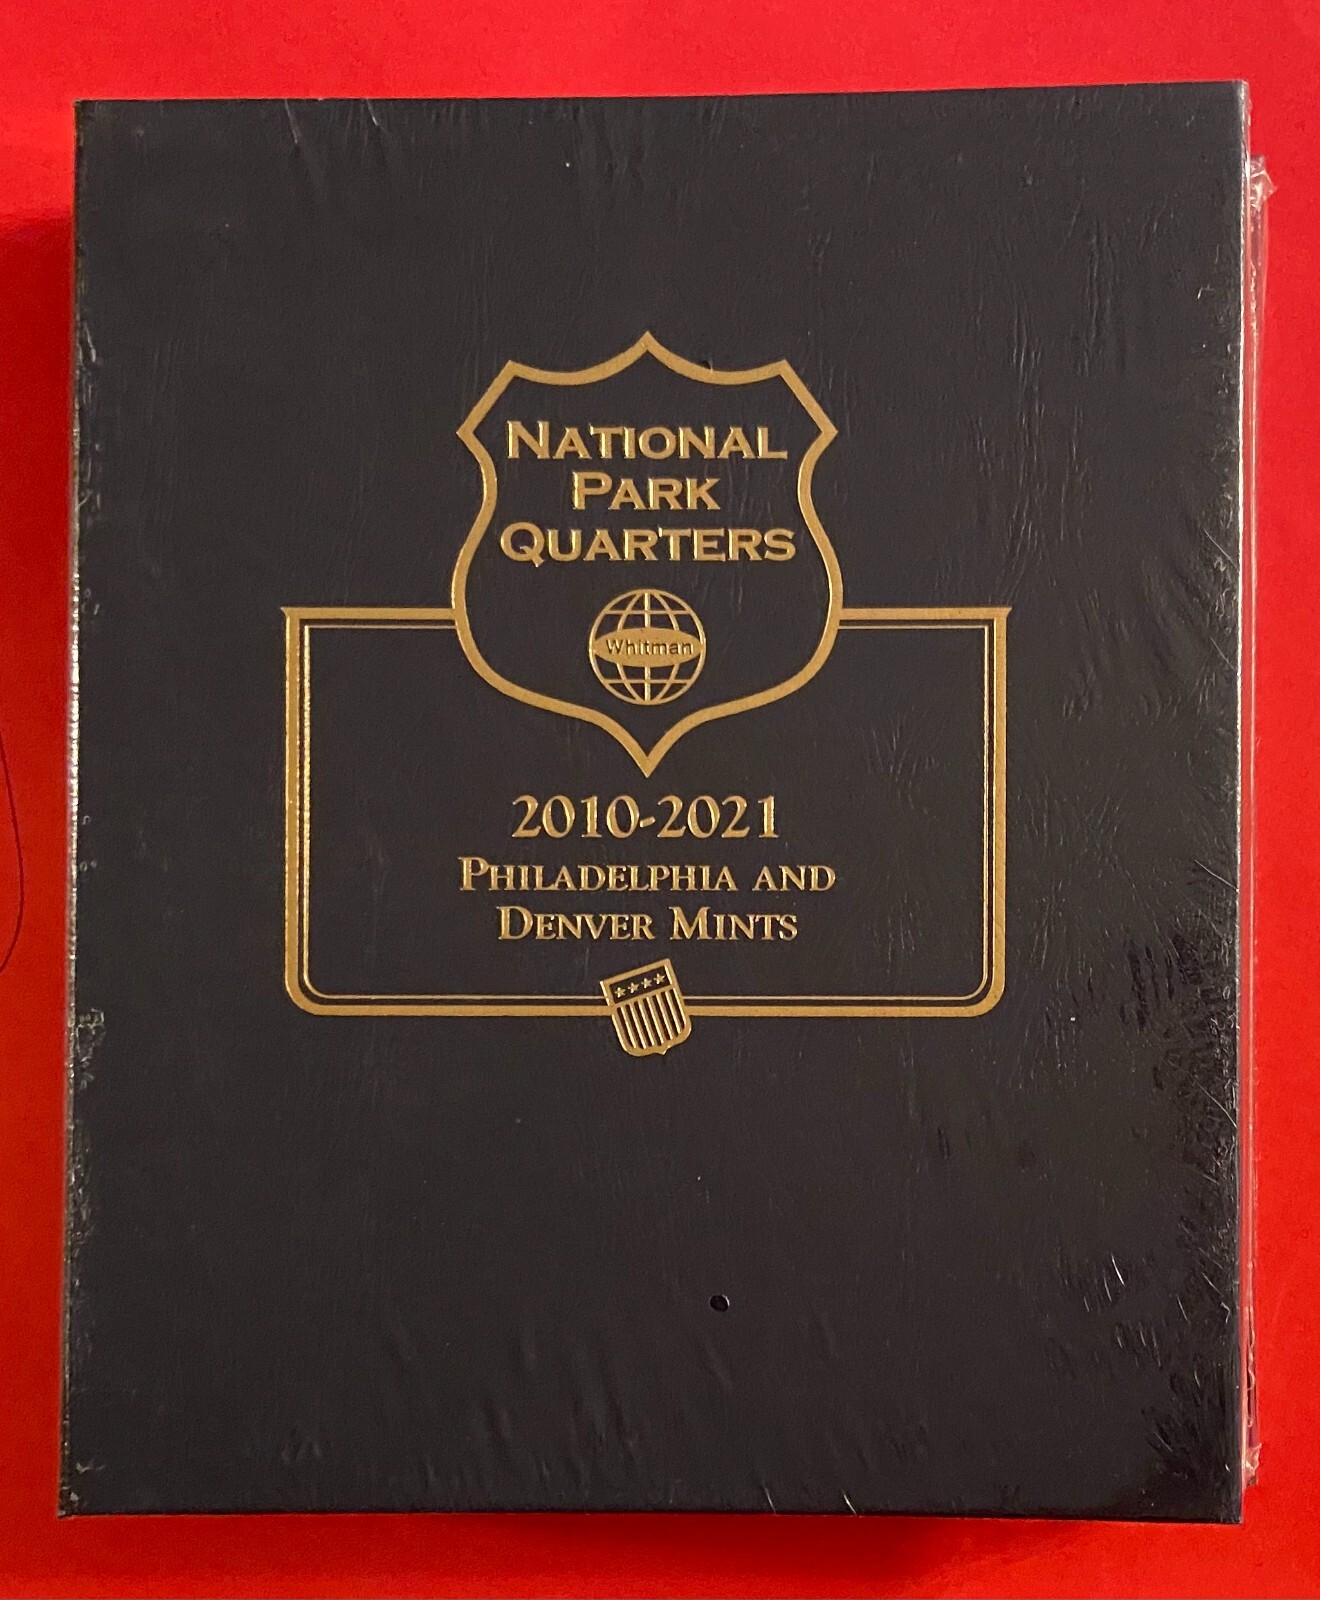 NATIONAL
PARK
QUARTERS
Whitman
2010-2021
PHILADELPHIA AND
DENVER MINTS